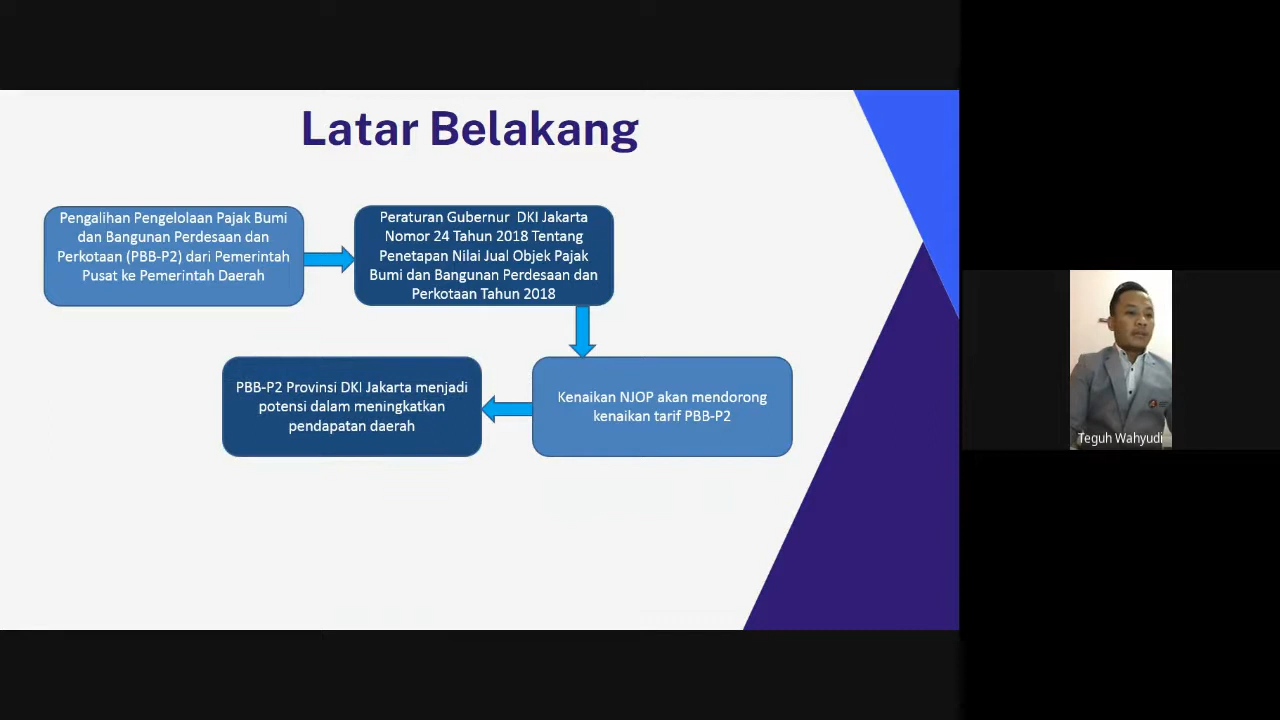 Latar Belakang
Pengalihan Pengelolaan Pajak Bumi
dan Bangunan Perdesaan dan
Perkotaan (PBB-P2) dari Pemerintah
Pusat ke Pemerintah Daerah
Peraturan Gubernur DKI Jakarta
Nomor 24 Tahun 2018 Tentang
Penetapan Nilai Jual Objek Pajak
Bumi dan Bangunan Perdesaan dan
Perkotaan Tahun 2018
Kenaikan NJOP akan mendorong
kenaikan tarif PBB-P2
PBB-P2 Provinsi DKI Jakarta menjadi
potensi dalam meningkatkan
pendapatan daerah
Teguh Wahyudi